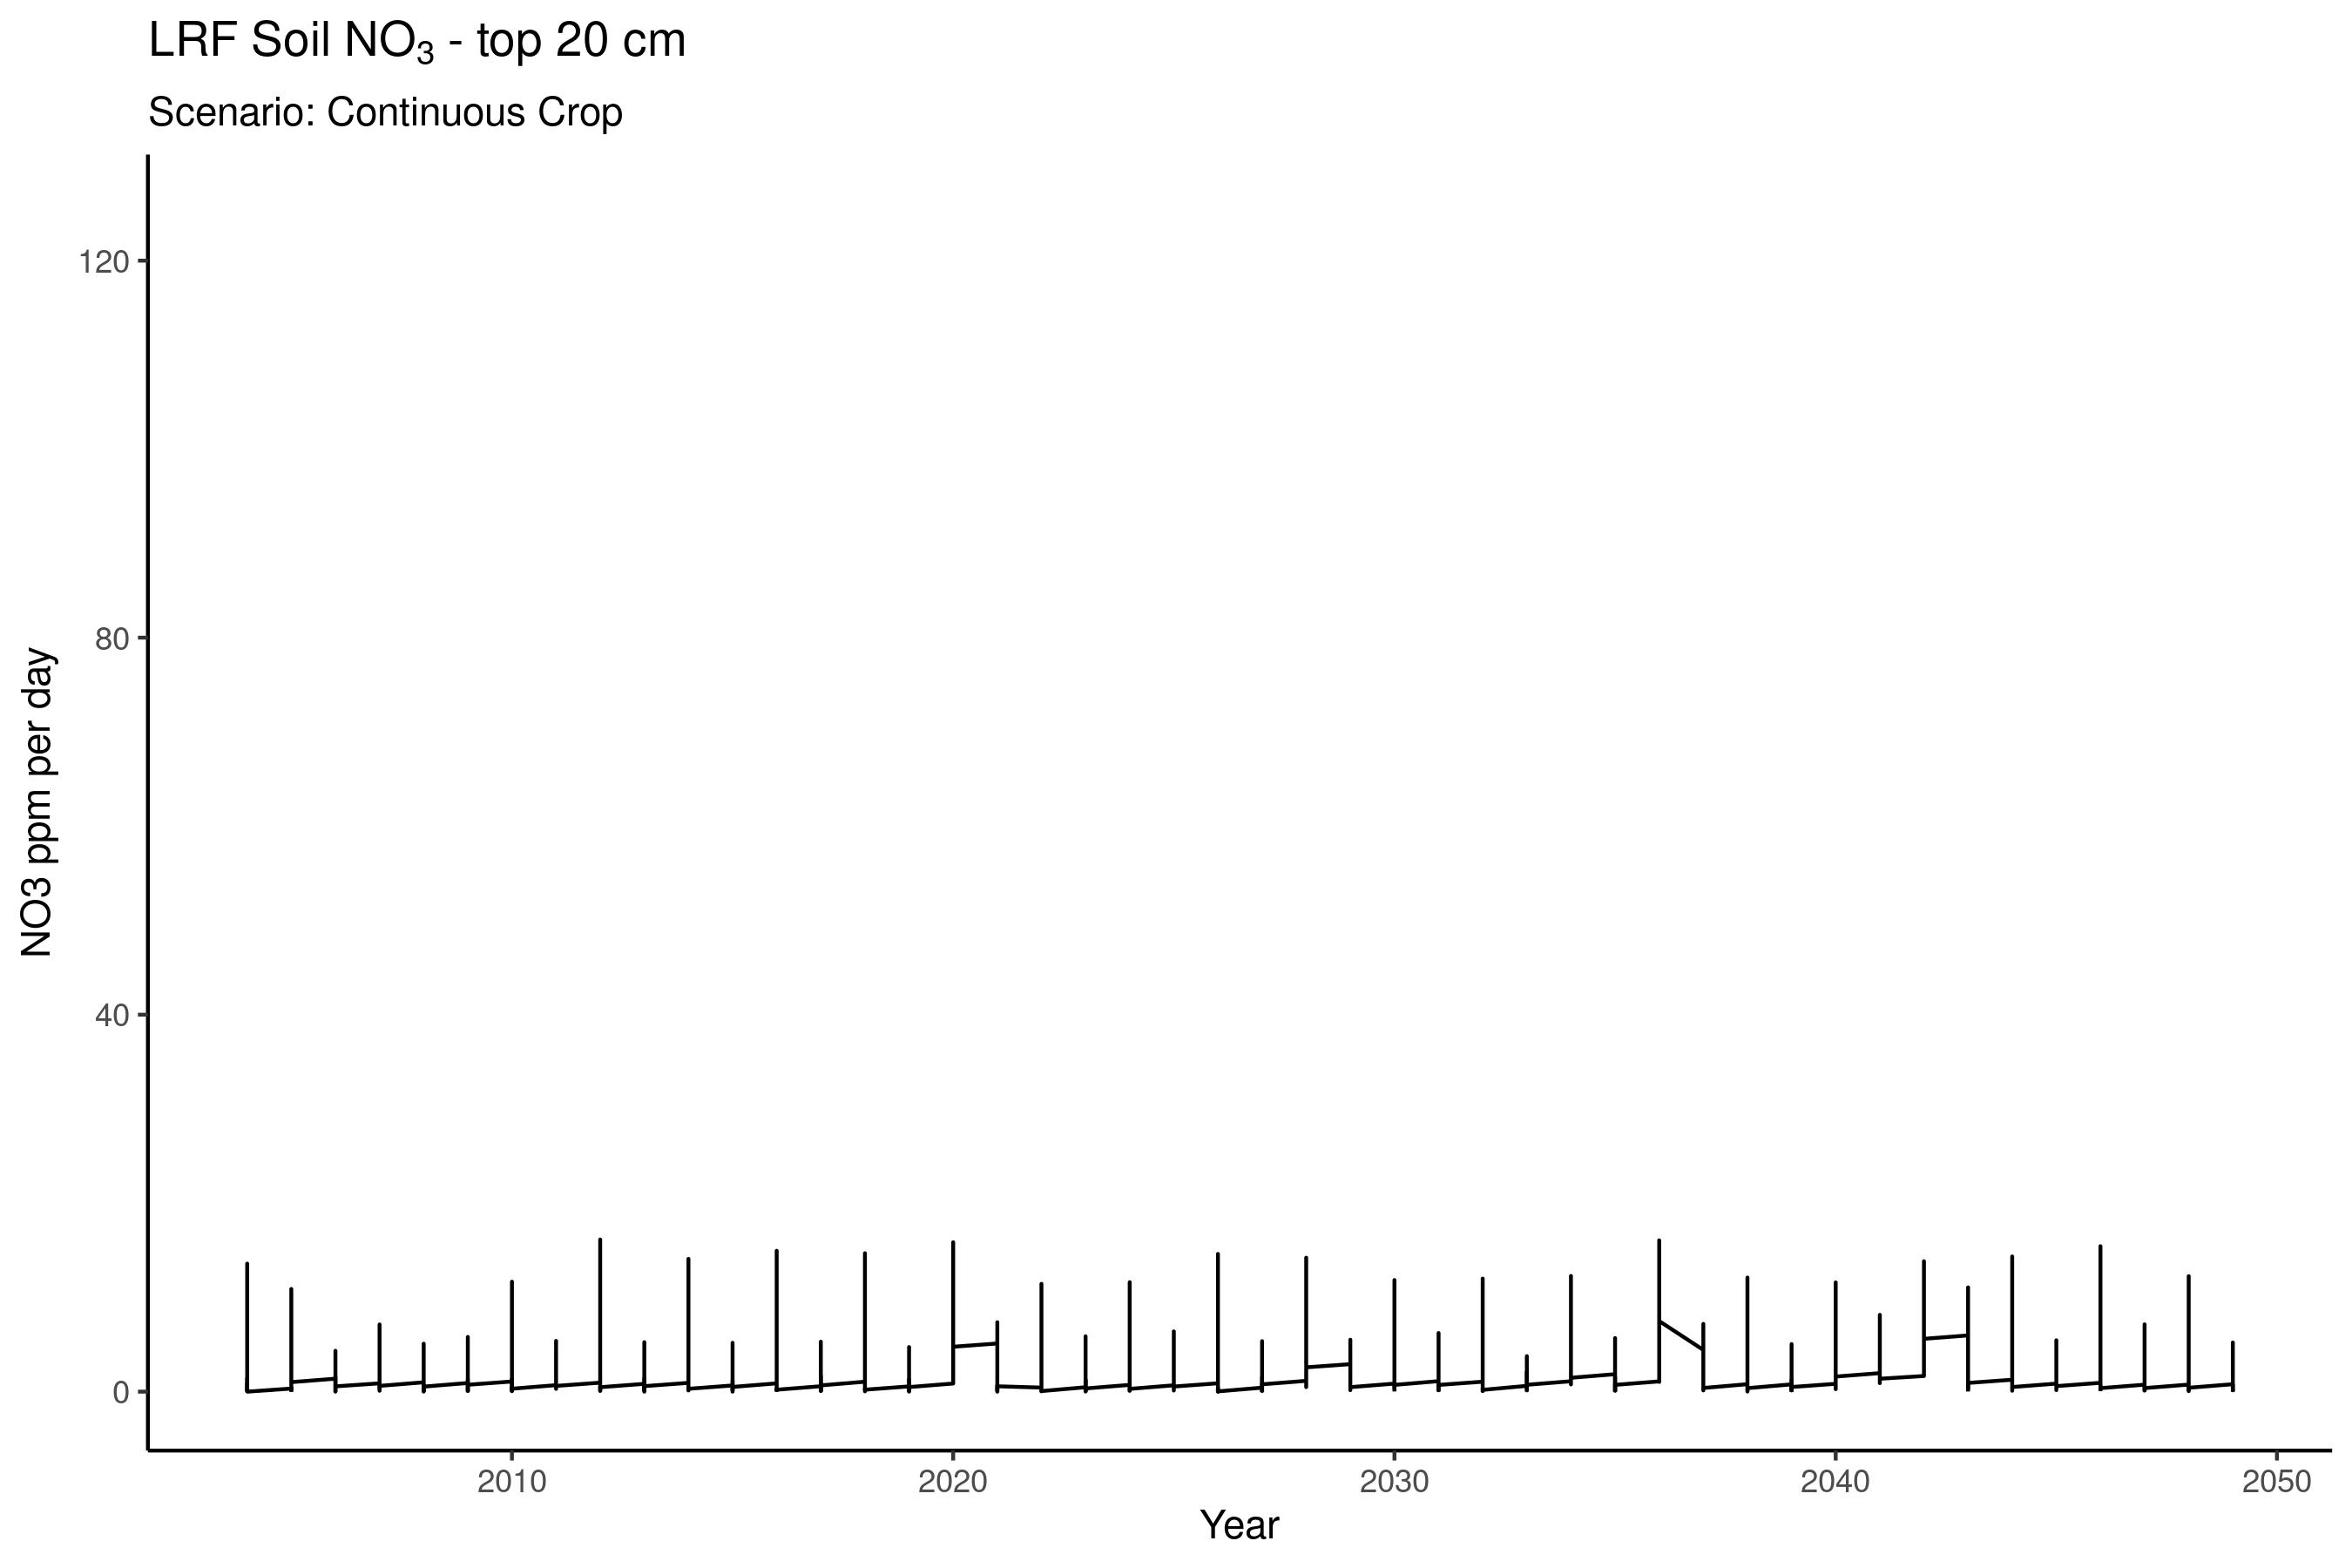 LRF Soil NO₃ - top 20 cm
Scenario: Continuous Crop
120
80
40
0
NO3 ppm per day
2010 2020 2030 2040 2050
Year